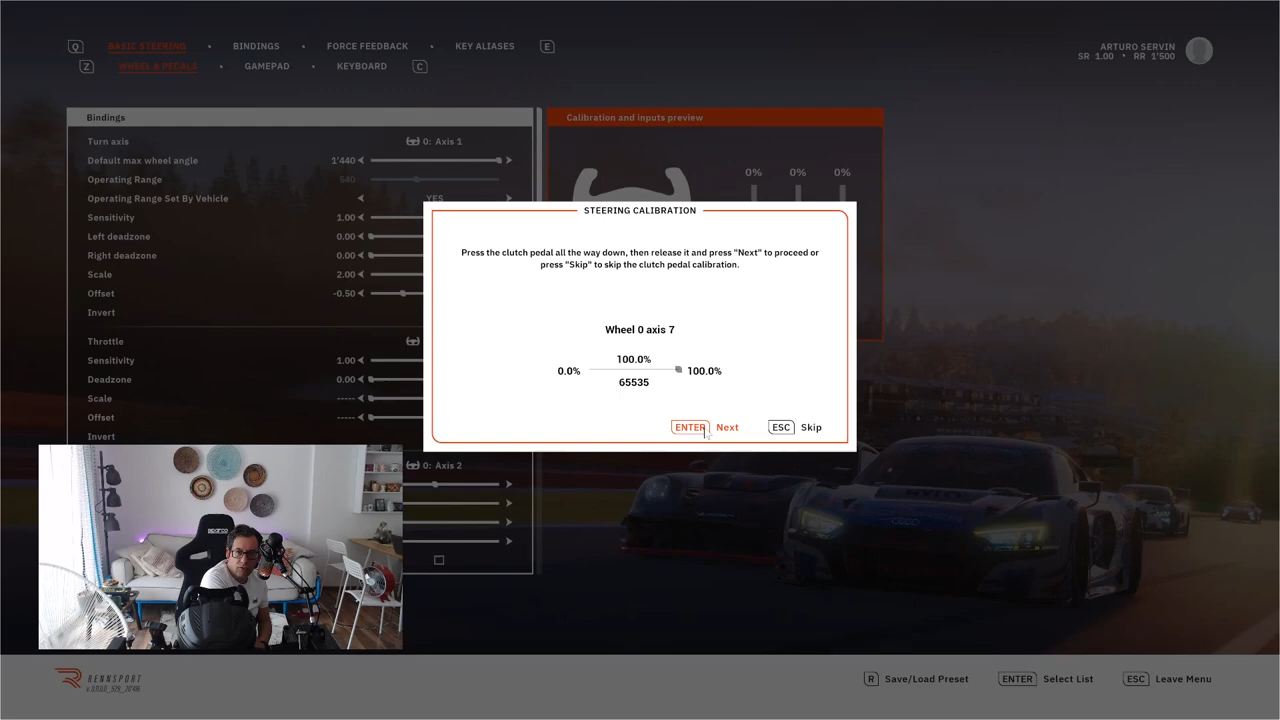 Q BASIC STEERING • BINDINGS • FORCE FEEDBACK • KEY ALIASES E
Z WHEEL & PEDALS • GAMEPAD • KEYBOARD C
ARTURO SERVIN
SR 1.00 • RR 1'500
Bindings
Turn axis 0: Axis 1
Default max wheel angle 1'440
Operating Range 540
Operating Range Set By Vehicle YES
Sensitivity 1.00
Left deadzone 0.00
Right deadzone 0.00
Scale 2.00
Offset -0.50
Invert
Throttle
Sensitivity 1.00
Deadzone 0.00
Scale -----
Offset -----
Invert
0: Axis 2
Calibration and inputs preview
0% 0% 0%
STEERING CALIBRATION
Press the clutch pedal all the way down, then release it and press "Next" to proceed or
press "Skip" to skip the clutch pedal calibration.
Wheel 0 axis 7
100.0%
0.0% 100.0%
65535
ENTER Next ESC Skip
sparco
RENNSPORT
R Save/Load Preset ENTER Select List ESC Leave Menu